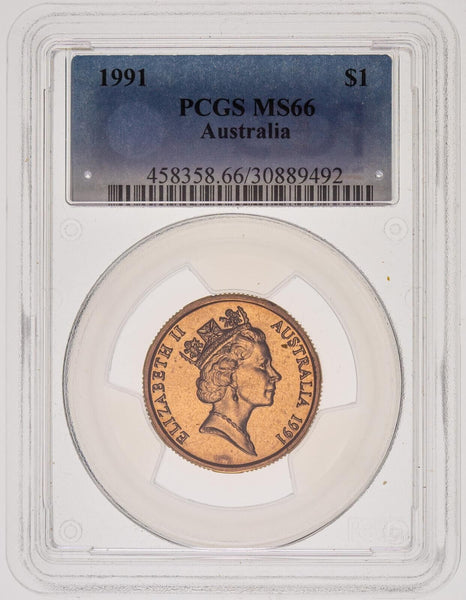 1991 $1
PCGS MS66
Australia
458358.66/30889492
ELIZABETH II
AUSTRALIA 1991